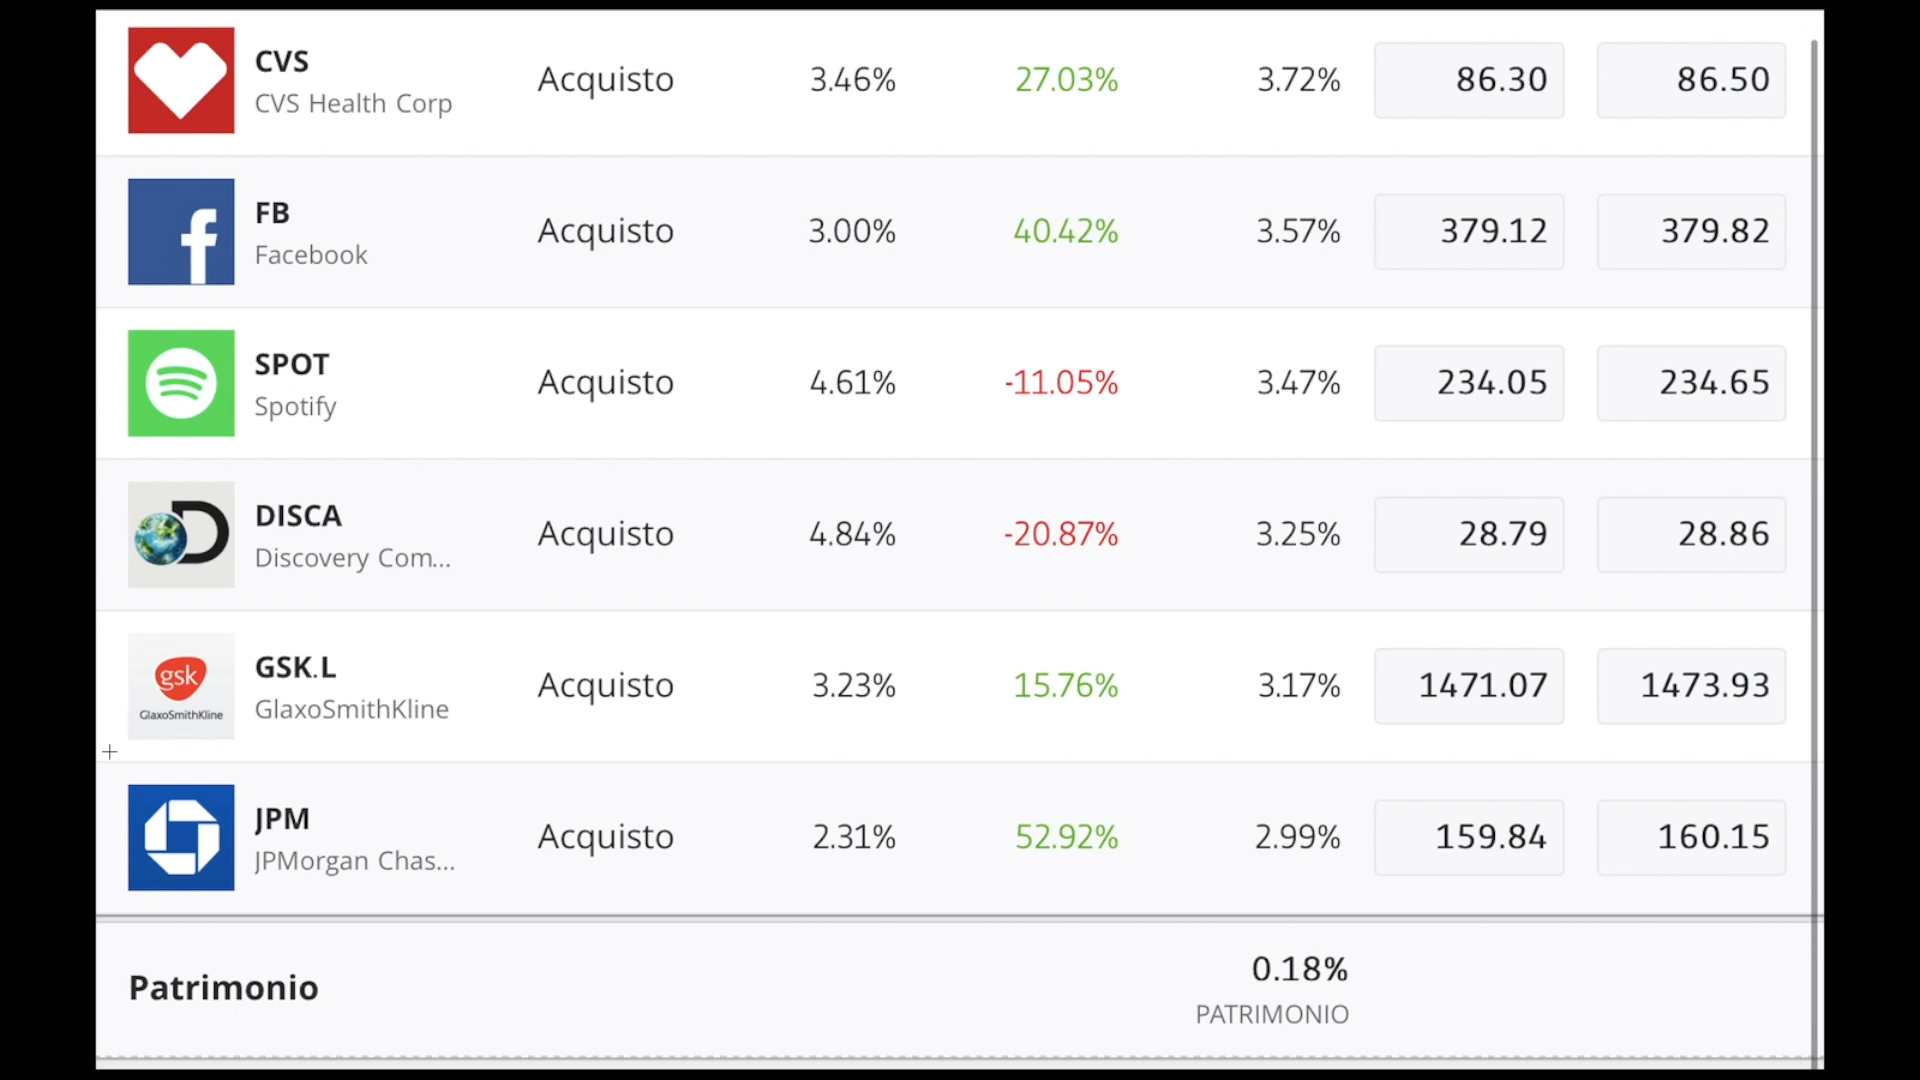 CVS
CVS Health Corp
Acquisto 3.46% 27.03% 3.72% 86.30 86.50
FB
Facebook
Acquisto 3.00% 40.42% 3.57% 379.12 379.82
SPOT
Spotify
Acquisto 4.61% -11.05% 3.47% 234.05 234.65
DISCA
Discovery Com...
Acquisto 4.84% -20.87% 3.25% 28.79 28.86
gsk
GlaxoSmithKline
GSK.L
GlaxoSmithKline
Acquisto 3.23% 15.76% 3.17% 1471.07 1473.93
JPM
JPMorgan Chas...
Acquisto 2.31% 52.92% 2.99% 159.84 160.15
Patrimonio
0.18%
PATRIMONIO